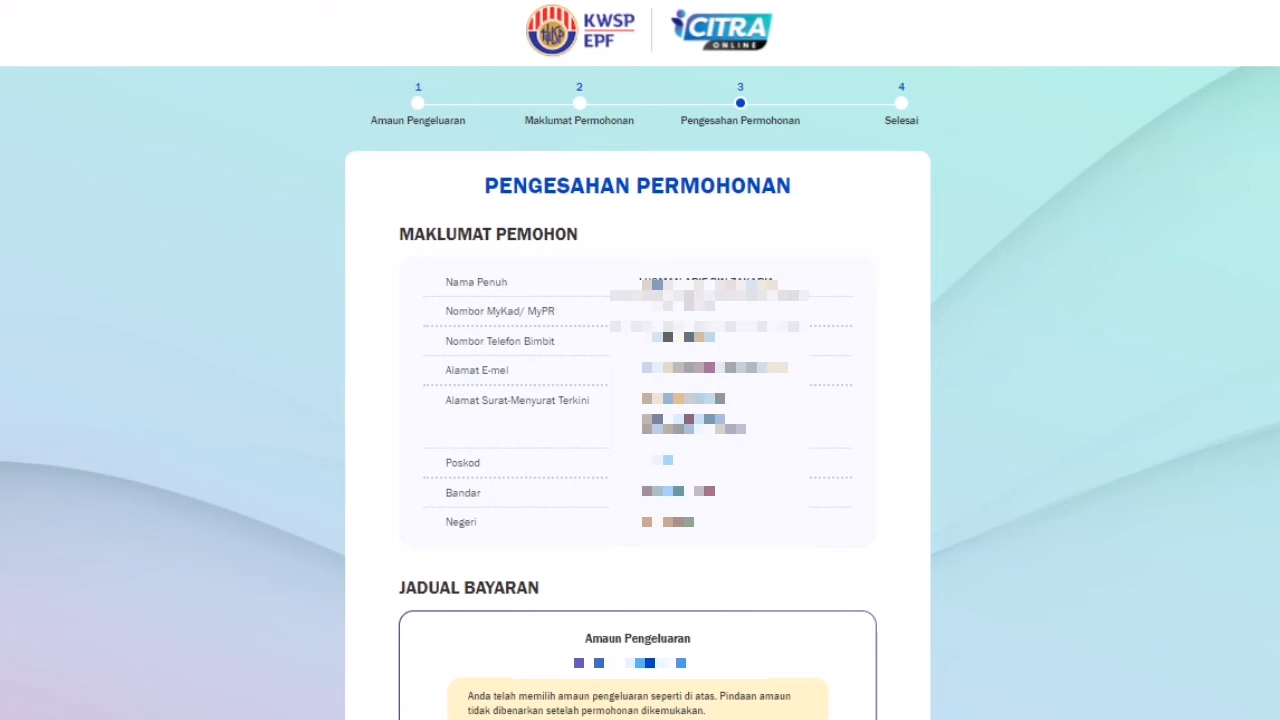 KWSP
EPF
iCITRA
ONLINE
1
2
3
4
Amaun Pengeluaran
Maklumat Permohonan
Pengesahan Permohonan
Selesai
PENGESAHAN PERMOHONAN
MAKLUMAT PEMOHON
Nama Penuh
Nombor MyKad/ MyPR
Nombor Telefon Bimbit
Alamat E-mel
Alamat Surat-Menyurat Terkini
Poskod
Bandar
Negeri
JADUAL BAYARAN
Amaun Pengeluaran
Anda telah memilih amaun pengeluaran seperti di atas. Pindaan amaun
tidak dibenarkan setelah permohonan dikemukakan.